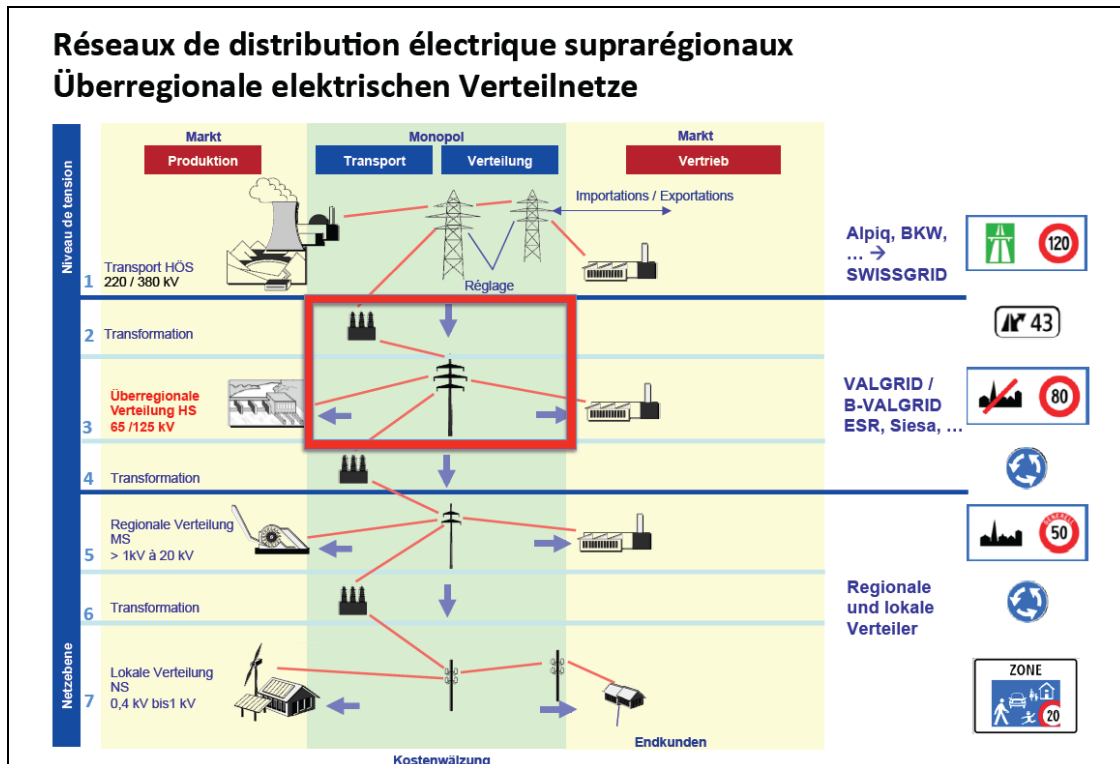 Réseaux de distribution électrique suprarégionaux
Überregionale elektrischen Verteilnetze
Markt
Monopol
Markt
Produktion
Transport
Verteilung
Vertrieb
Niveau de tension
Importations / Exportations
Alpiq, BKW,
... →
SWISSGRID
120
1
Transport HÖS
220 / 380 kV
Réglage
2
Transformation
43
3
Überregionale
Verteilung HS
65 /125 kV
VALGRID /
B-VALGRID
ESR, Siesa, ...
80
4
Transformation
5
Regionale Verteilung
MS
> 1kV à 20 kV
GENERELL
50
6
Transformation
Regionale
und lokale
Verteiler
Netzebene
7
Lokale Verteilung
NS
0,4 kV bis1 kV
ZONE
20
Endkunden
Kostenwälzung